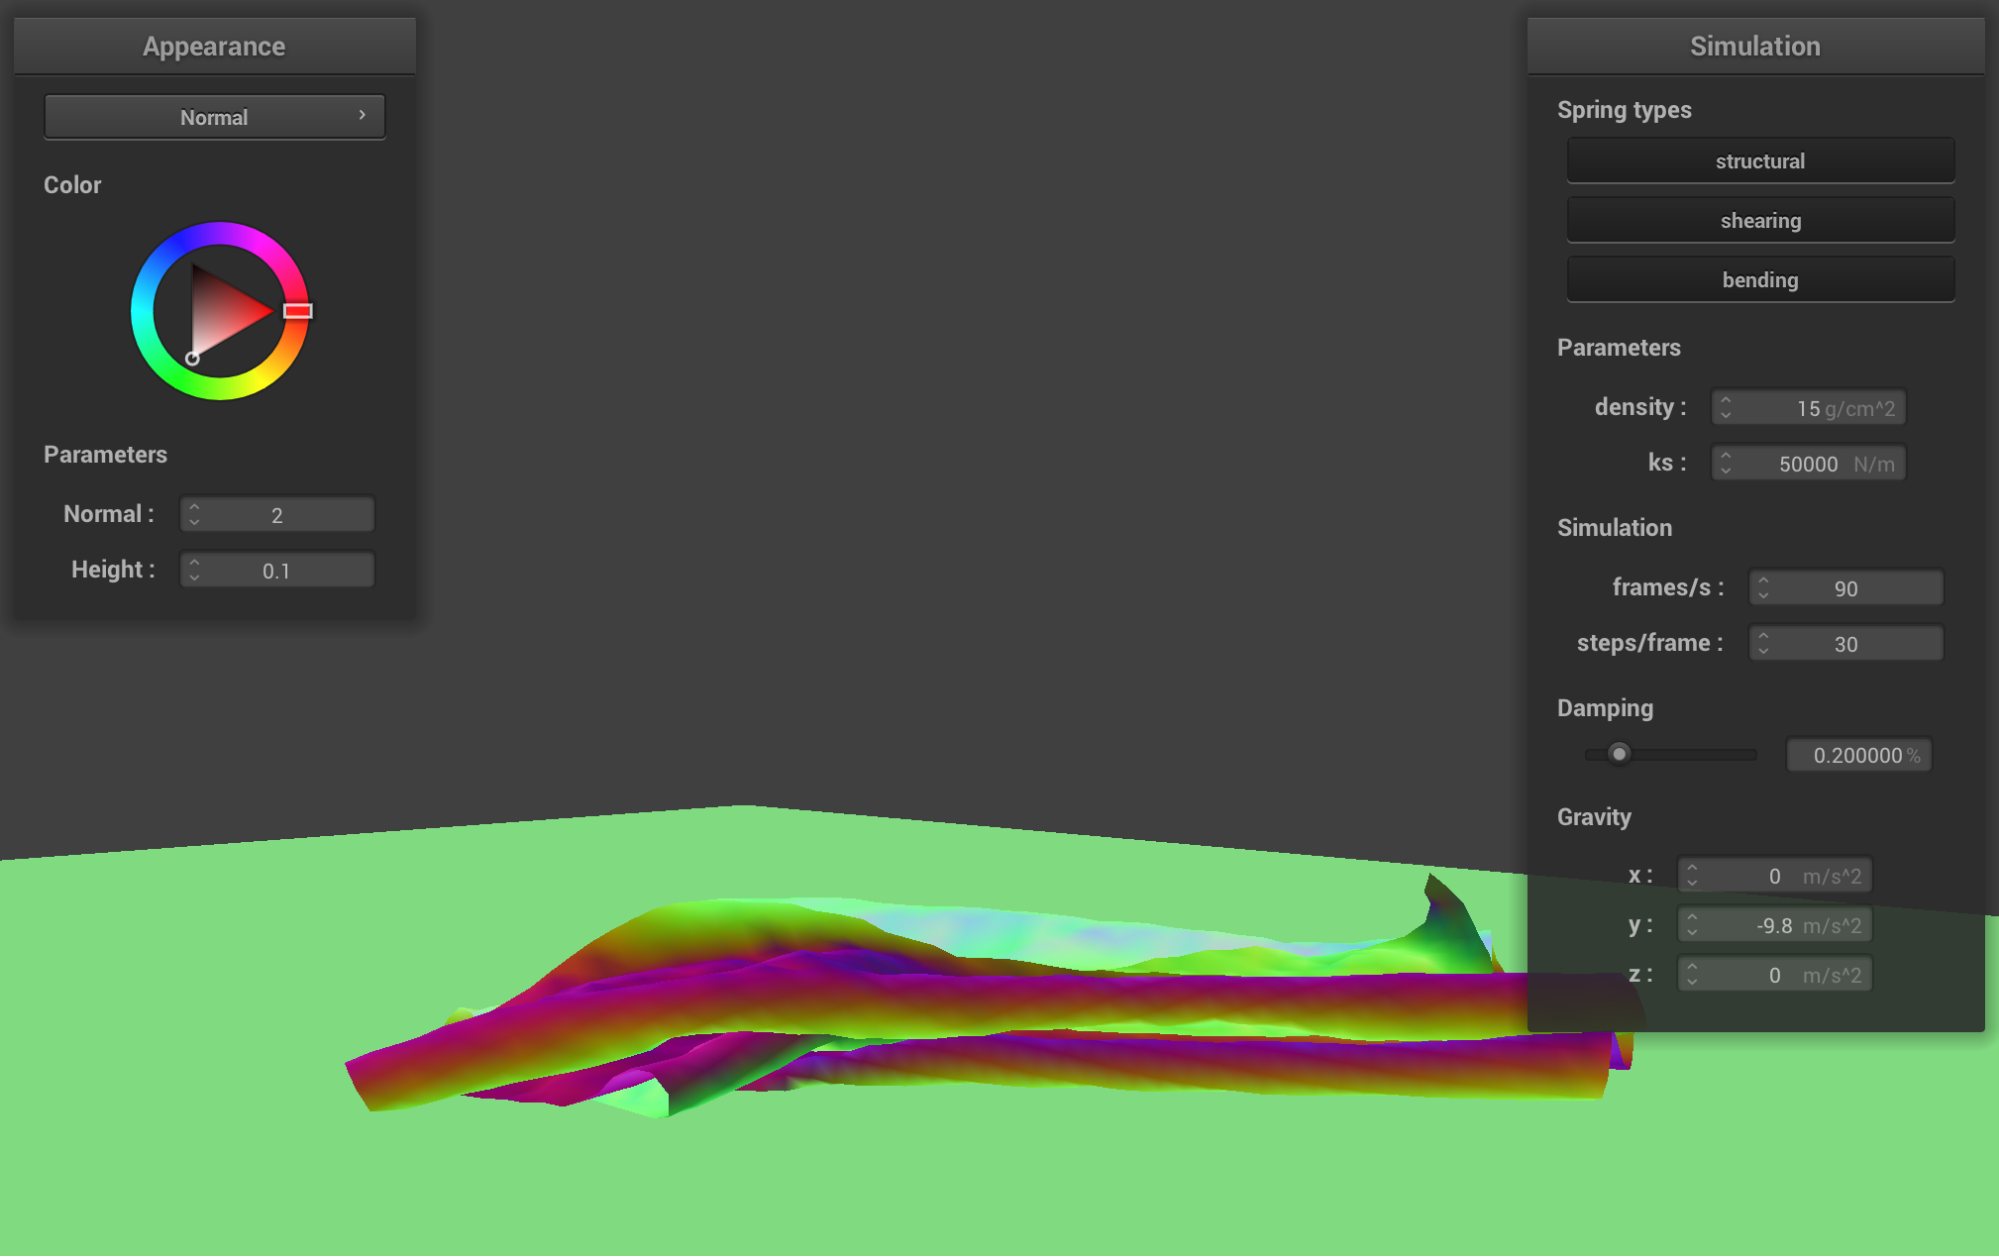 Appearance
Normal
Color
Parameters
Normal : 2
Height : 0.1
Simulation
Spring types
structural
shearing
bending
Parameters
density : 15 g/cm^2
ks : 50000 N/m
Simulation
frames/s : 90
steps/frame : 30
Damping
0.200000 %
Gravity
x : 0 m/s^2
y : -9.8 m/s^2
z : 0 m/s^2